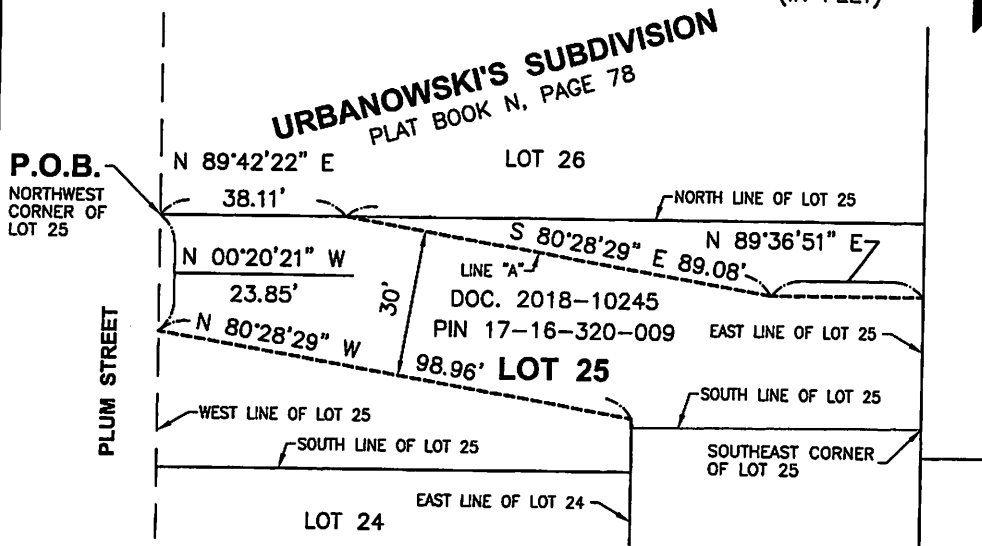 (IN FEET)
URBANOWSKI'S SUBDIVISION
PLAT BOOK N, PAGE 78
P.O.B.
NORTHWEST
CORNER OF
LOT 25
N 89°42'22" E
38.11'
LOT 26
NORTH LINE OF LOT 25
N 00°20'21" W
23.85'
S 80°28'29" E 89.08'
N 89°36'51" E
LINE "A"
30'
DOC. 2018-10245
PIN 17-16-320-009
N 80°28'29" W
98.96'
LOT 25
EAST LINE OF LOT 25
PLUM STREET
WEST LINE OF LOT 25
SOUTH LINE OF LOT 25
SOUTH LINE OF LOT 25
SOUTHEAST CORNER
OF LOT 25
EAST LINE OF LOT 24
LOT 24